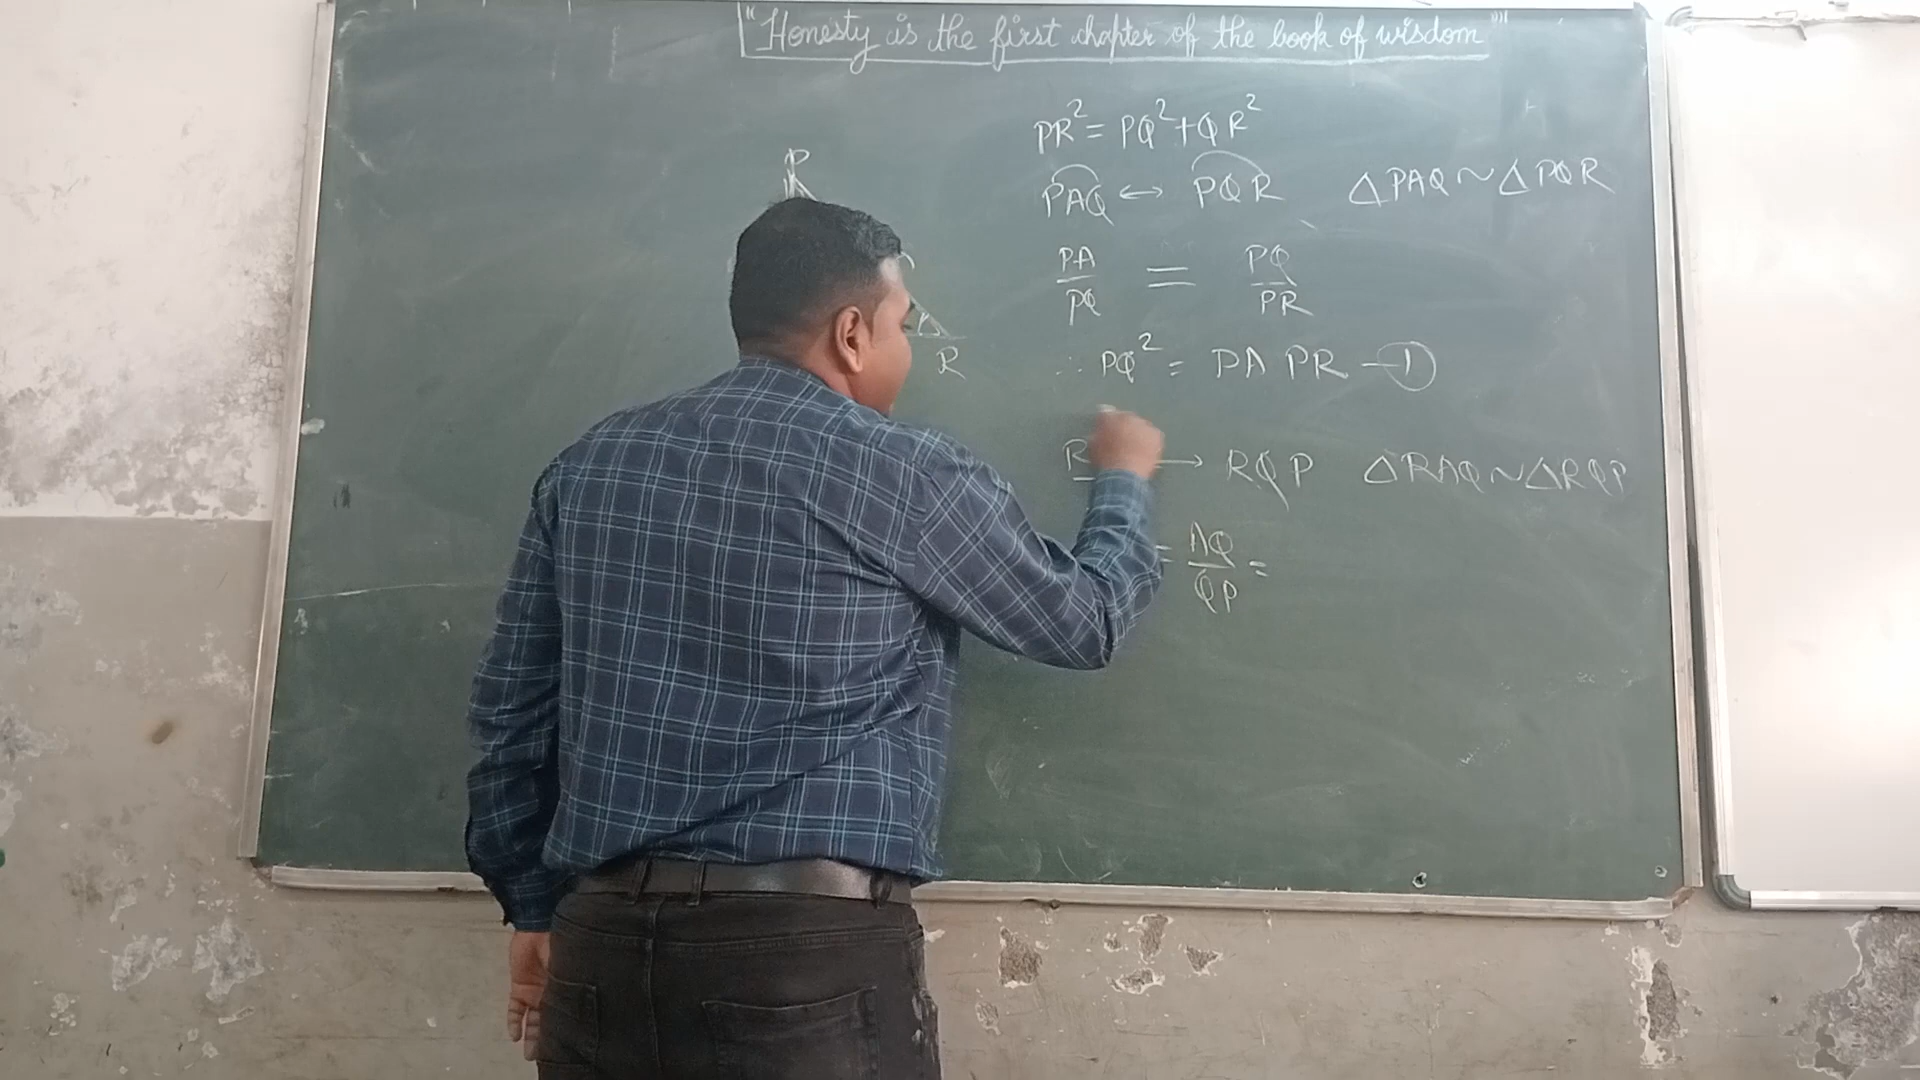 "Honesty is the first chapter of the book of wisdom"
P
R
PR² = PQ² + QR²
PAQ ↔ PQR ΔPAQ ~ ΔPQR
PA/PQ = PQ/PR
∴ PQ² = PA PR — ①
R → RQP ΔRAQ ~ ΔRQP
= AQ/QP =